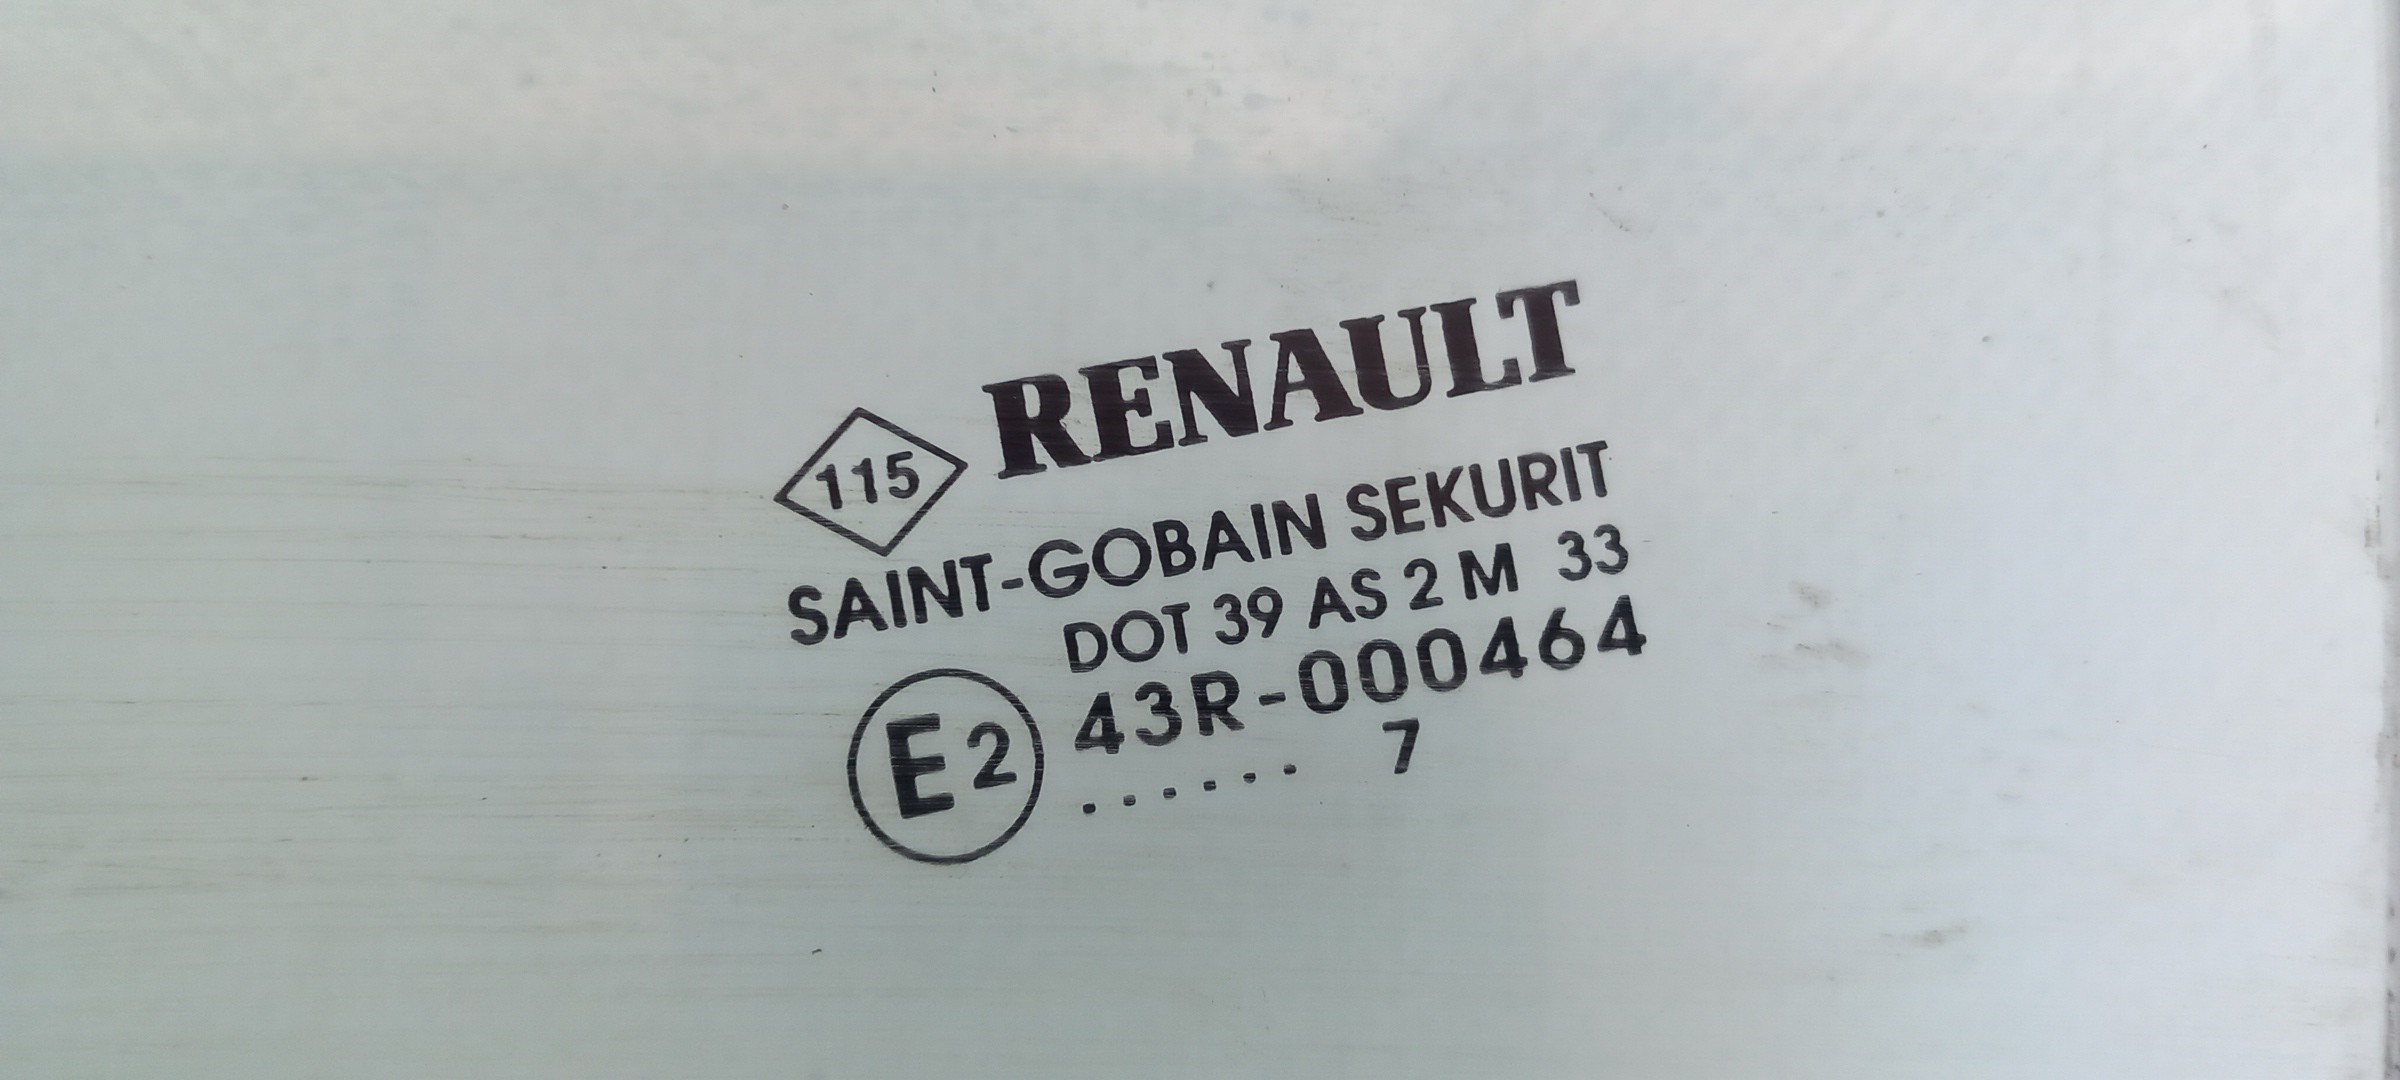 115 RENAULT
SAINT-GOBAIN SEKURIT
DOT 39 AS 2 M 33
E2 43R-000464
...... 7